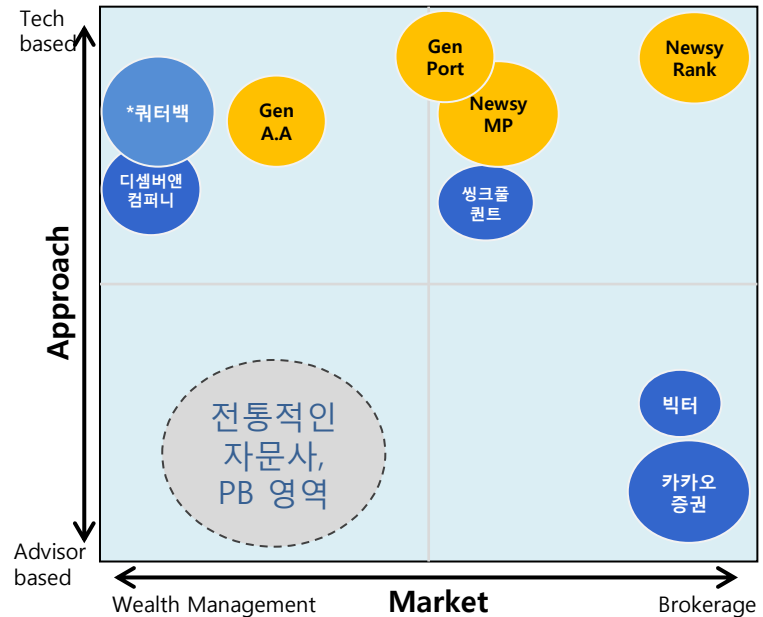 Tech
based
Gen
Port
Newsy
Rank
*쿼터백
Gen
A.A
Newsy
MP
디셈버앤
컴퍼니
씽크풀
퀀트
Approach
전통적인
자문사,
PB 영역
빅터
카카오
증권
Advisor
based
Wealth Management
Market
Brokerage